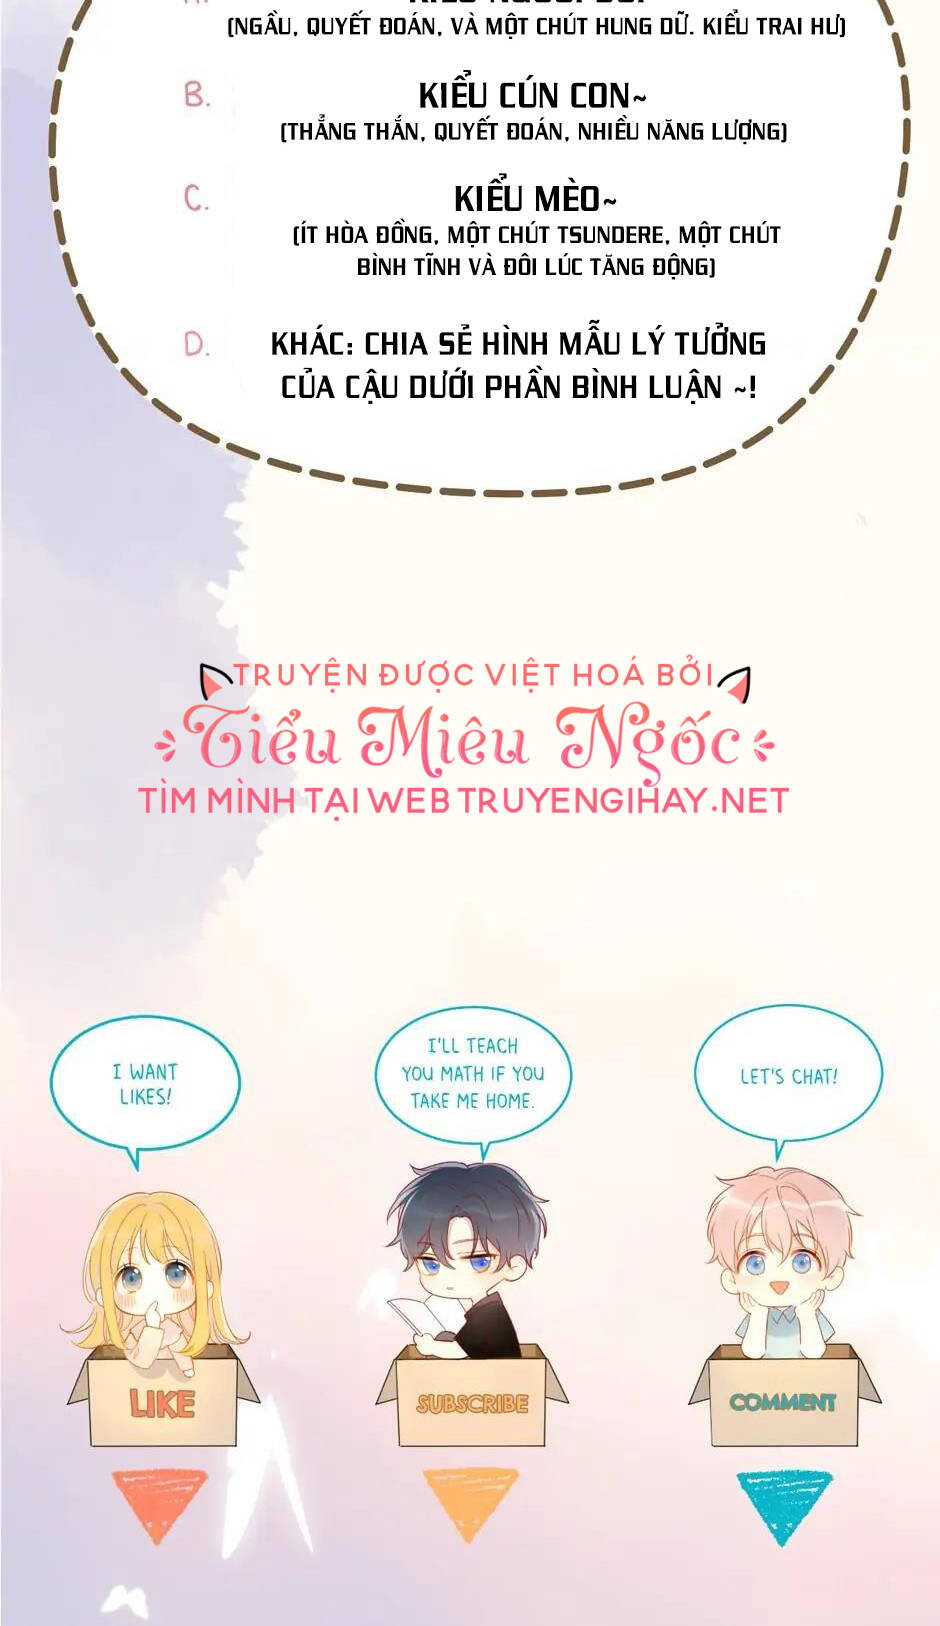 (NGẦU, QUYẾT ĐOÁN, VÀ MỘT CHÚT HUNG DỮ. KIỂU TRAI HƯ)
B. KIỂU CÚN CON~
(THẲNG THẮN, QUYẾT ĐOÁN, NHIỀU NĂNG LƯỢNG)
C. KIỂU MÈO~
(ÍT HÒA ĐỒNG, MỘT CHÚT TSUNDERE, MỘT CHÚT
BÌNH TĨNH VÀ ĐÔI LÚC TĂNG ĐỘNG)
D. KHÁC: CHIA SẺ HÌNH MẪU LÝ TƯỞNG
CỦA CẬU DƯỚI PHẦN BÌNH LUẬN ~!
TRUYỆN ĐƯỢC VIỆT HOÁ BỞI
Tiểu Miêu Ngốc
TÌM MÌNH TẠI WEB TRUYENGIHAY.NET
I WANT
LIKES!
I'LL TEACH
YOU MATH IF YOU
TAKE ME HOME.
LET'S CHAT!
LIKE
SUBSCRIBE
COMMENT